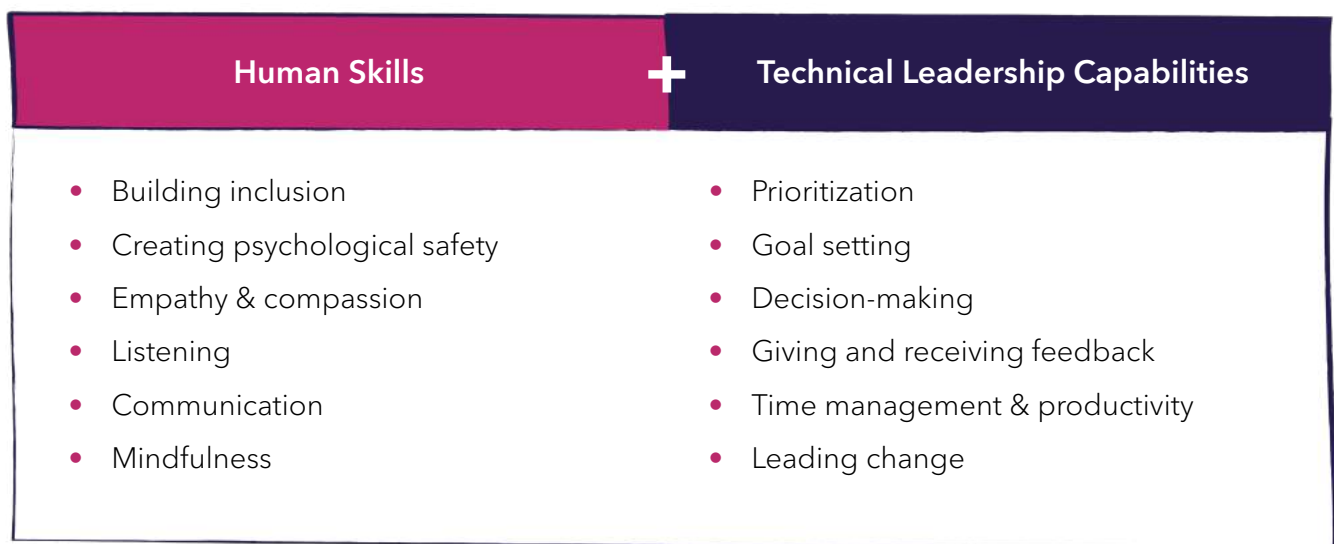 Human Skills
+
Technical Leadership Capabilities
• Building inclusion
• Creating psychological safety
• Empathy & compassion
• Listening
• Communication
• Mindfulness
• Prioritization
• Goal setting
• Decision-making
• Giving and receiving feedback
• Time management & productivity
• Leading change